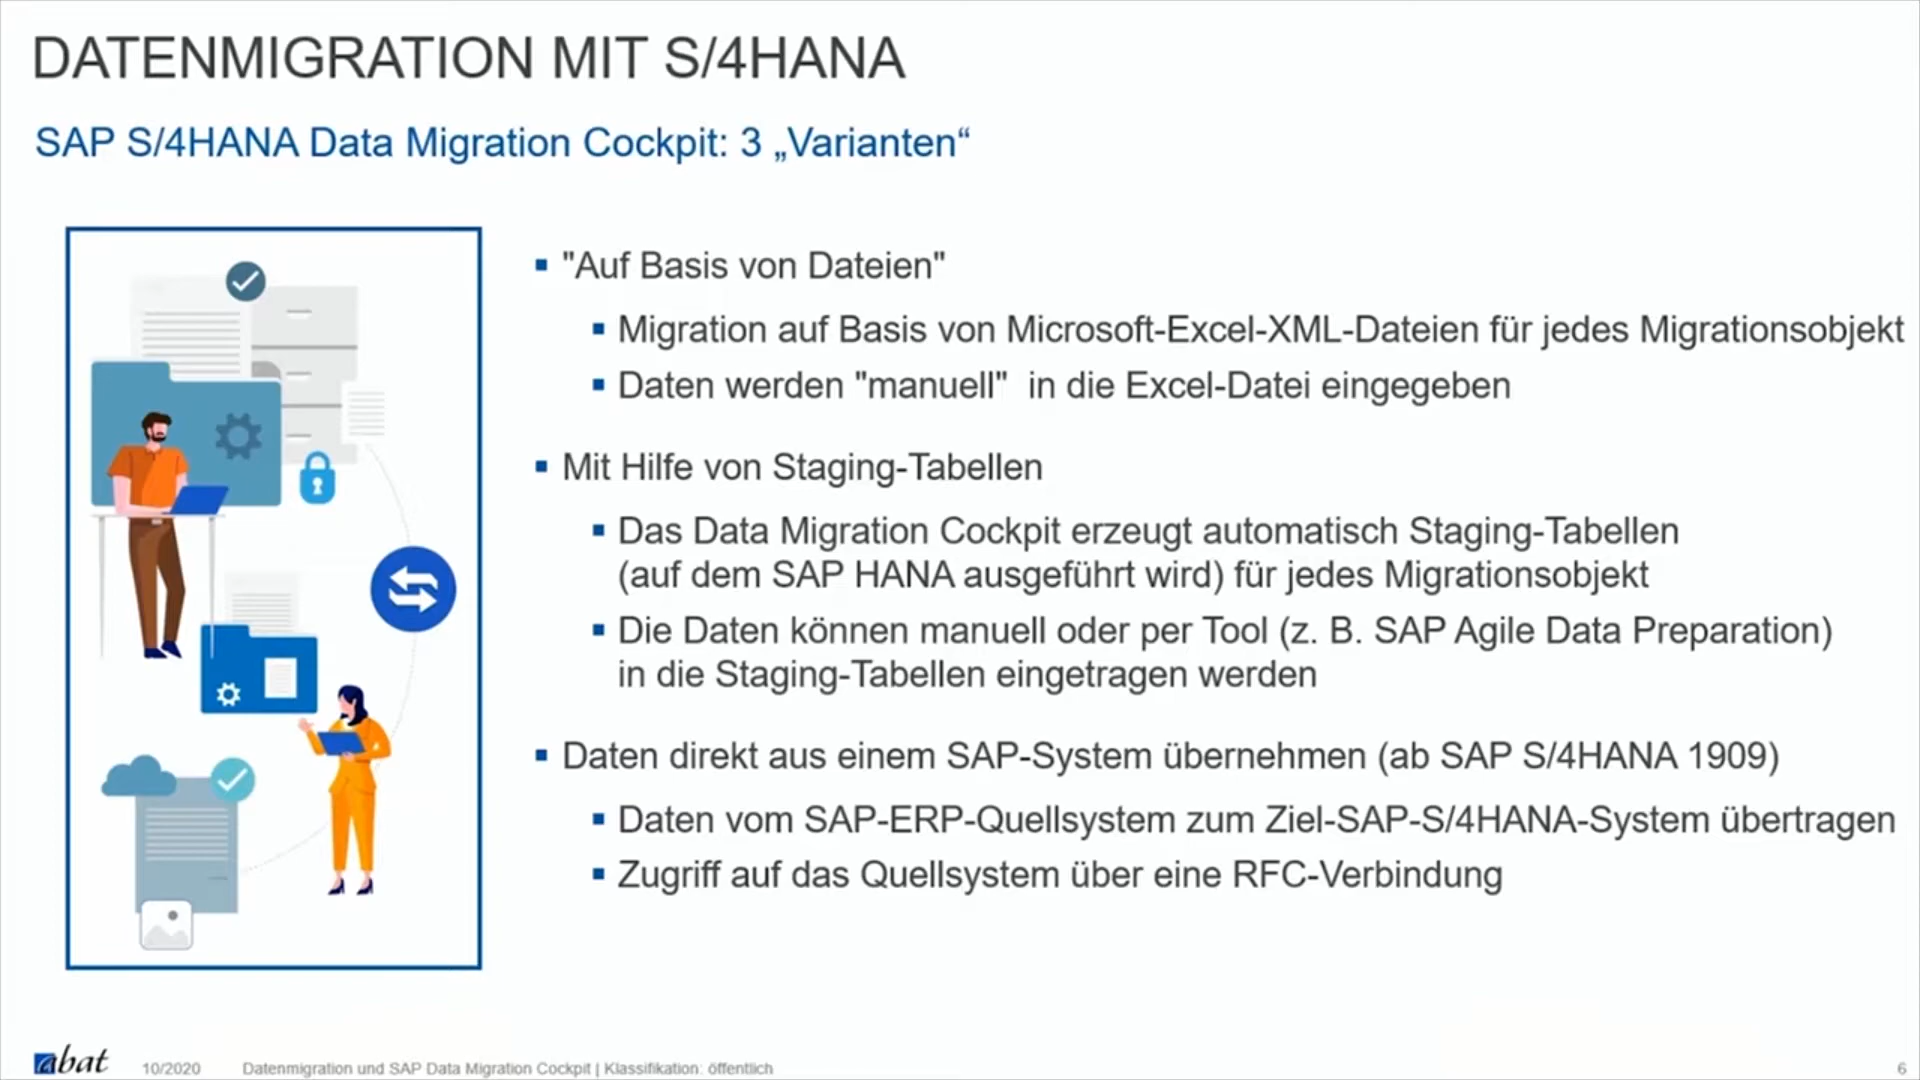 DATENMIGRATION MIT S/4HANA
SAP S/4HANA Data Migration Cockpit: 3 „Varianten“
"Auf Basis von Dateien"
Migration auf Basis von Microsoft-Excel-XML-Dateien für jedes Migrationsobjekt
Daten werden "manuell"  in die Excel-Datei eingegeben
Mit Hilfe von Staging-Tabellen
Das Data Migration Cockpit erzeugt automatisch Staging-Tabellen
(auf dem SAP HANA ausgeführt wird) für jedes Migrationsobjekt
Die Daten können manuell oder per Tool (z. B. SAP Agile Data Preparation)
in die Staging-Tabellen eingetragen werden
Daten direkt aus einem SAP-System übernehmen (ab SAP S/4HANA 1909)
Daten vom SAP-ERP-Quellsystem zum Ziel-SAP-S/4HANA-System übertragen
Zugriff auf das Quellsystem über eine RFC-Verbindung
abat 10/2020 Datenmigration und SAP Data Migration Cockpit | Klassifikation: öffentlich 6